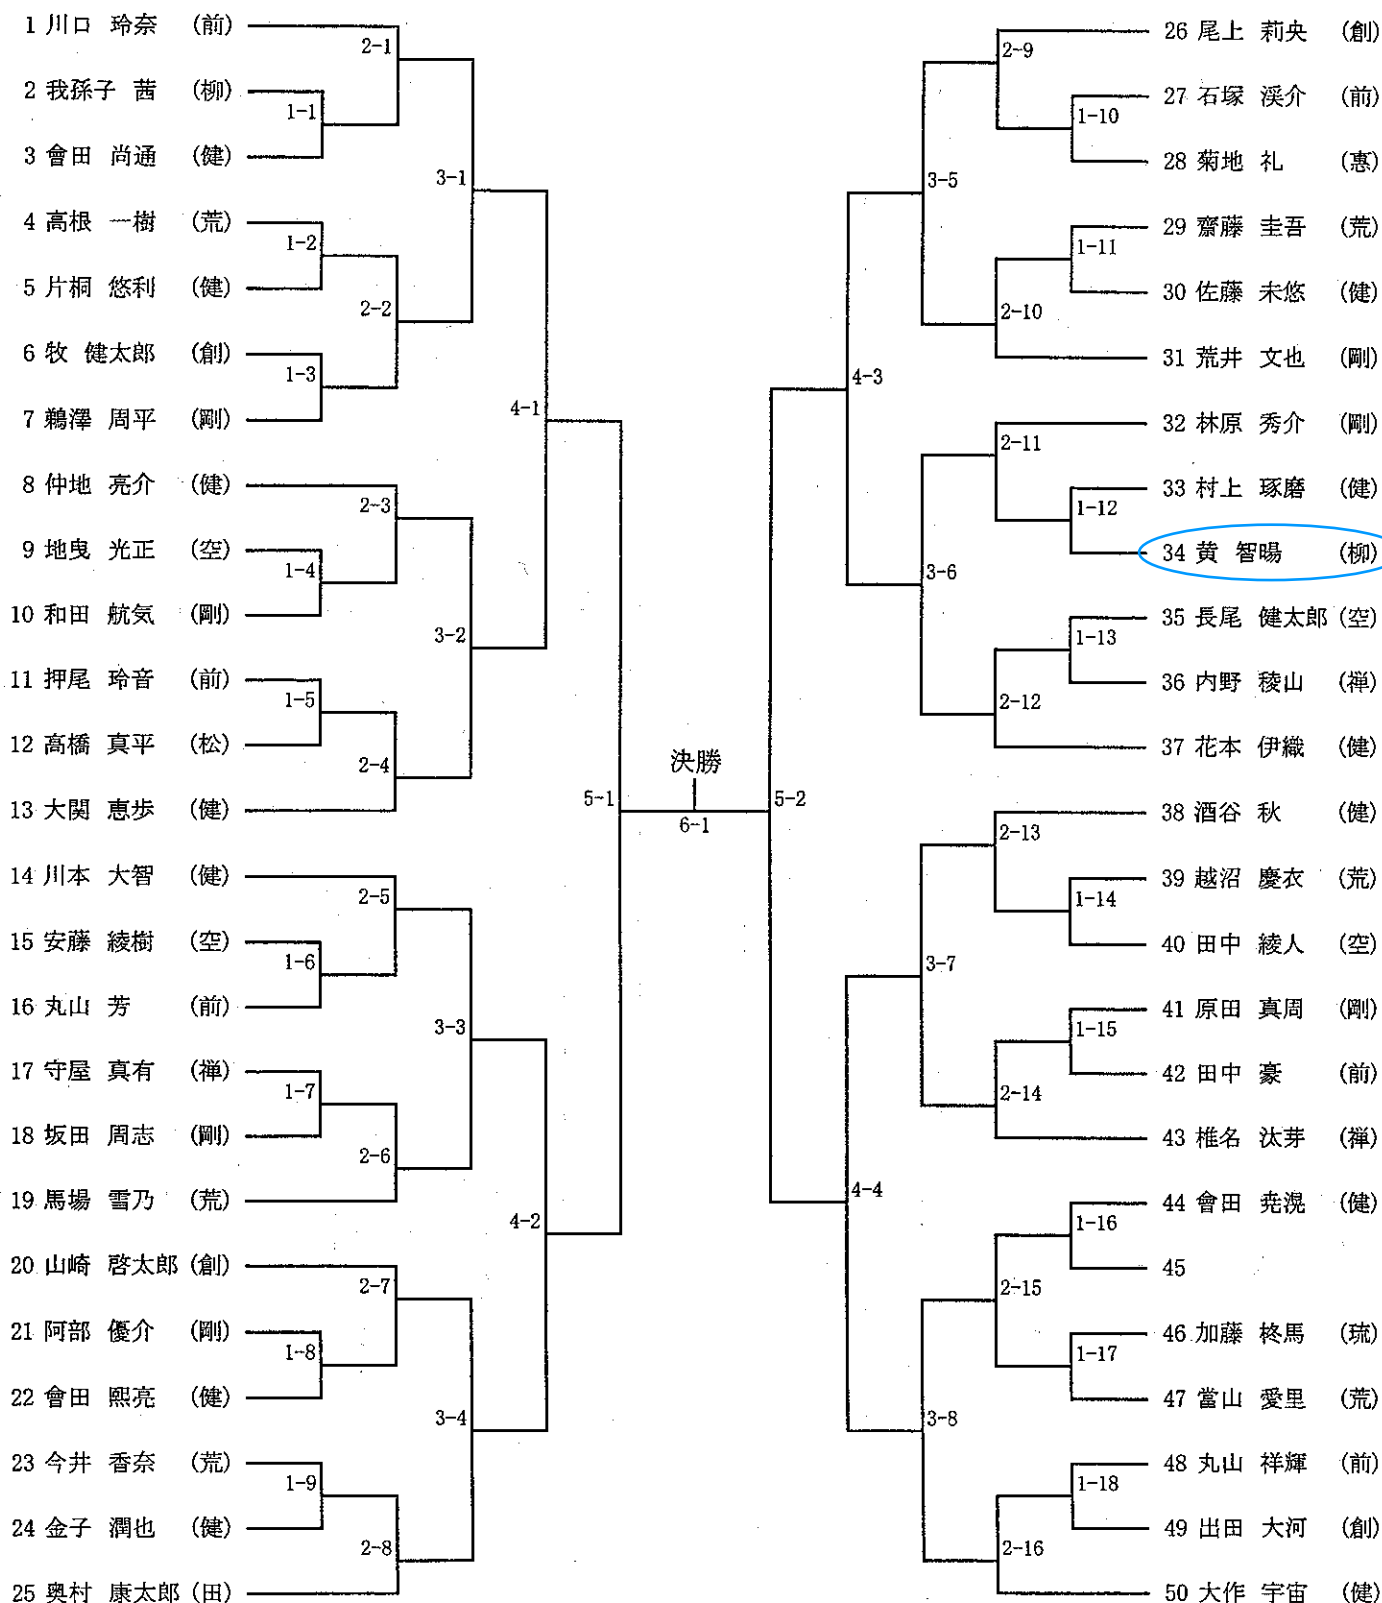 1 川口 玲奈 (前)
2 我孫子 茜 (柳)
3 會田 尚通 (健)
4 高根 一樹 (荒)
5 片桐 悠利 (健)
6 牧 健太郎 (創)
7 鵜澤 周平 (剛)
8 仲地 亮介 (健)
9 地曳 光正 (空)
10 和田 航気 (剛)
11 押尾 玲音 (前)
12 高橋 真平 (松)
13 大関 恵歩 (健)
14 川本 大智 (健)
15 安藤 綾樹 (空)
16 丸山 芳 (前)
17 守屋 真有 (禅)
18 坂田 周志 (剛)
19 馬場 雪乃 (荒)
20 山崎 啓太郎 (創)
21 阿部 優介 (剛)
22 會田 熙亮 (健)
23 今井 香奈 (荒)
24 金子 潤也 (健)
25 奥村 康太郎 (田)
1-1
1-2
1-3
1-4
1-5
1-6
1-7
1-8
1-9
2-1
2-2
2-3
2-4
2-5
2-6
2-7
2-8
3-1
3-2
3-3
3-4
4-1
4-2
5-1
決勝
6-1
5-2
4-3
4-4
3-5
3-6
3-7
3-8
2-9
2-10
2-11
2-12
2-13
2-14
2-15
2-16
1-10
1-11
1-12
1-13
1-14
1-15
1-16
1-17
1-18
26 尾上 莉央 (創)
27 石塚 渓介 (前)
28 菊地 礼 (惠)
29 齋藤 圭吾 (荒)
30 佐藤 未悠 (健)
31 荒井 文也 (剛)
32 林原 秀介 (剛)
33 村上 琢磨 (健)
34 黄 智暘 (柳)
35 長尾 健太郎 (空)
36 内野 稜山 (禅)
37 花本 伊織 (健)
38 酒谷 秋 (健)
39 越沼 慶衣 (荒)
40 田中 綾人 (空)
41 原田 真周 (剛)
42 田中 豪 (前)
43 椎名 汰芽 (禅)
44 會田 尭滉 (健)
45
46 加藤 柊馬 (琉)
47 當山 愛里 (荒)
48 丸山 祥輝 (前)
49 出田 大河 (創)
50 大作 宇宙 (健)